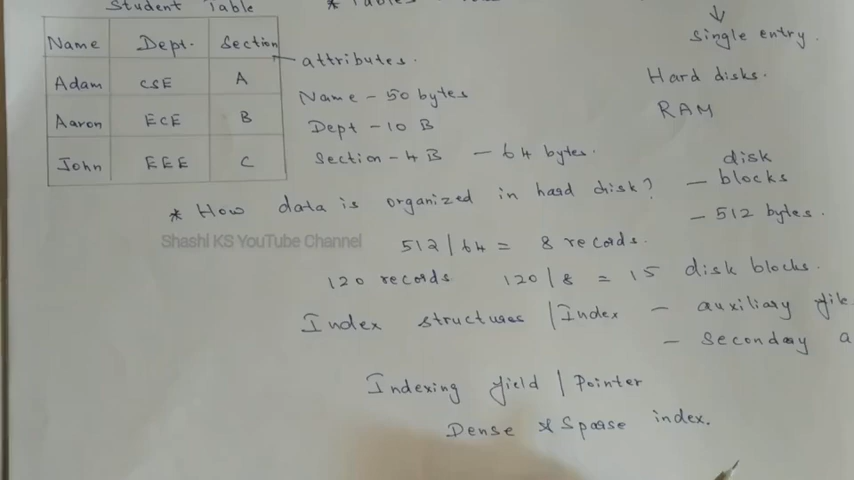 Student Table
* Tables
single entry.
Name Dept. Section
attributes.
Hard disks.
Adam CSE A
Name - 50 bytes
RAM
Aaron ECE B
Dept - 10 B
John EEE C
Section - 4 B - 64 bytes.
disk
* How data is organized in hard disk? - blocks
- 512 bytes.
Shashi KS YouTube Channel
512 / 64 = 8 records.
120 records 120 / 8 = 15 disk blocks.
Index structures / Index - auxiliary file
- Secondary a
Indexing yield / Pointer
Dense & Sparse index.